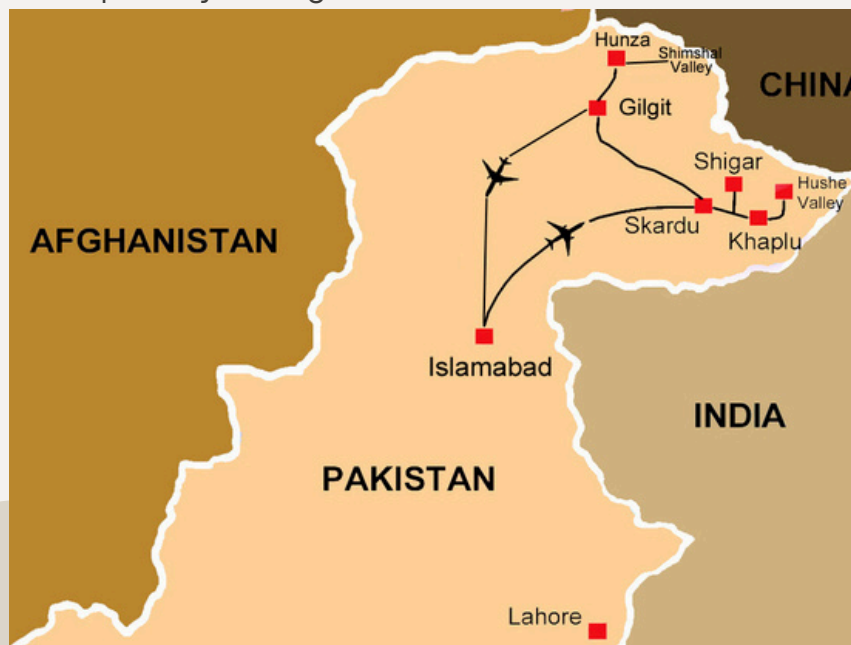 Hunza
Shimshal
Valley
CHINA
Gilgit
Shigar
Hushe
Valley
Skardu
Khaplu
AFGHANISTAN
Islamabad
INDIA
PAKISTAN
Lahore